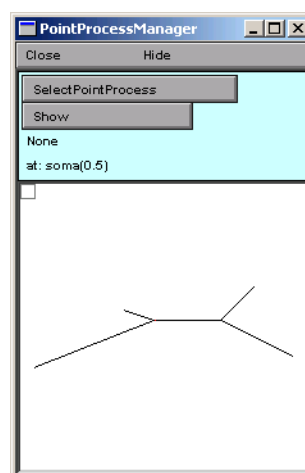 PointProcessManager
Close Hide
SelectPointProcess
Show
None
at: soma(0.5)